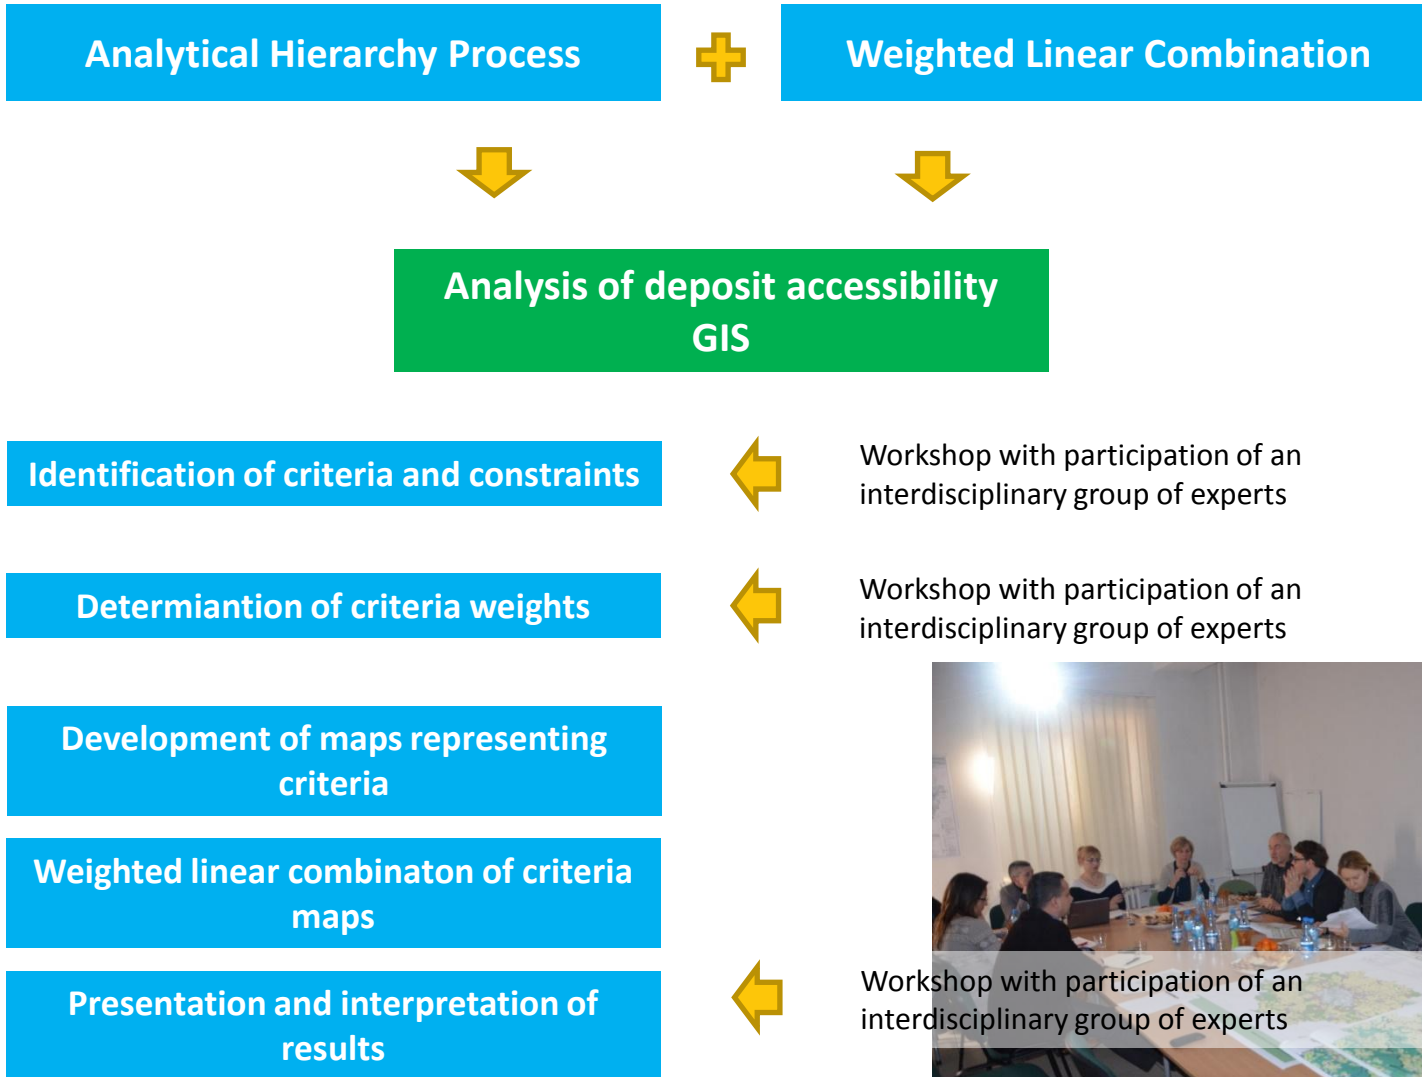 Analytical Hierarchy Process
Weighted Linear Combination
Analysis of deposit accessibility
GIS
Identification of criteria and constraints
Workshop with participation of an
interdisciplinary group of experts
Determiantion of criteria weights
Workshop with participation of an
interdisciplinary group of experts
Development of maps representing
criteria
Weighted linear combinaton of criteria
maps
Presentation and interpretation of
results
Workshop with participation of an
interdisciplinary group of experts